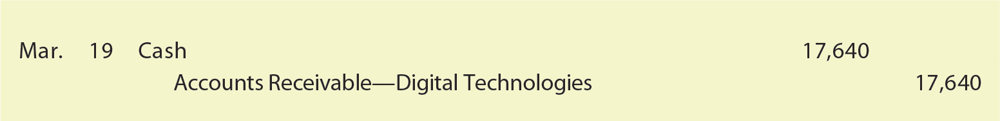 Mar. 19 Cash 17,640
Accounts Receivable—Digital Technologies 17,640